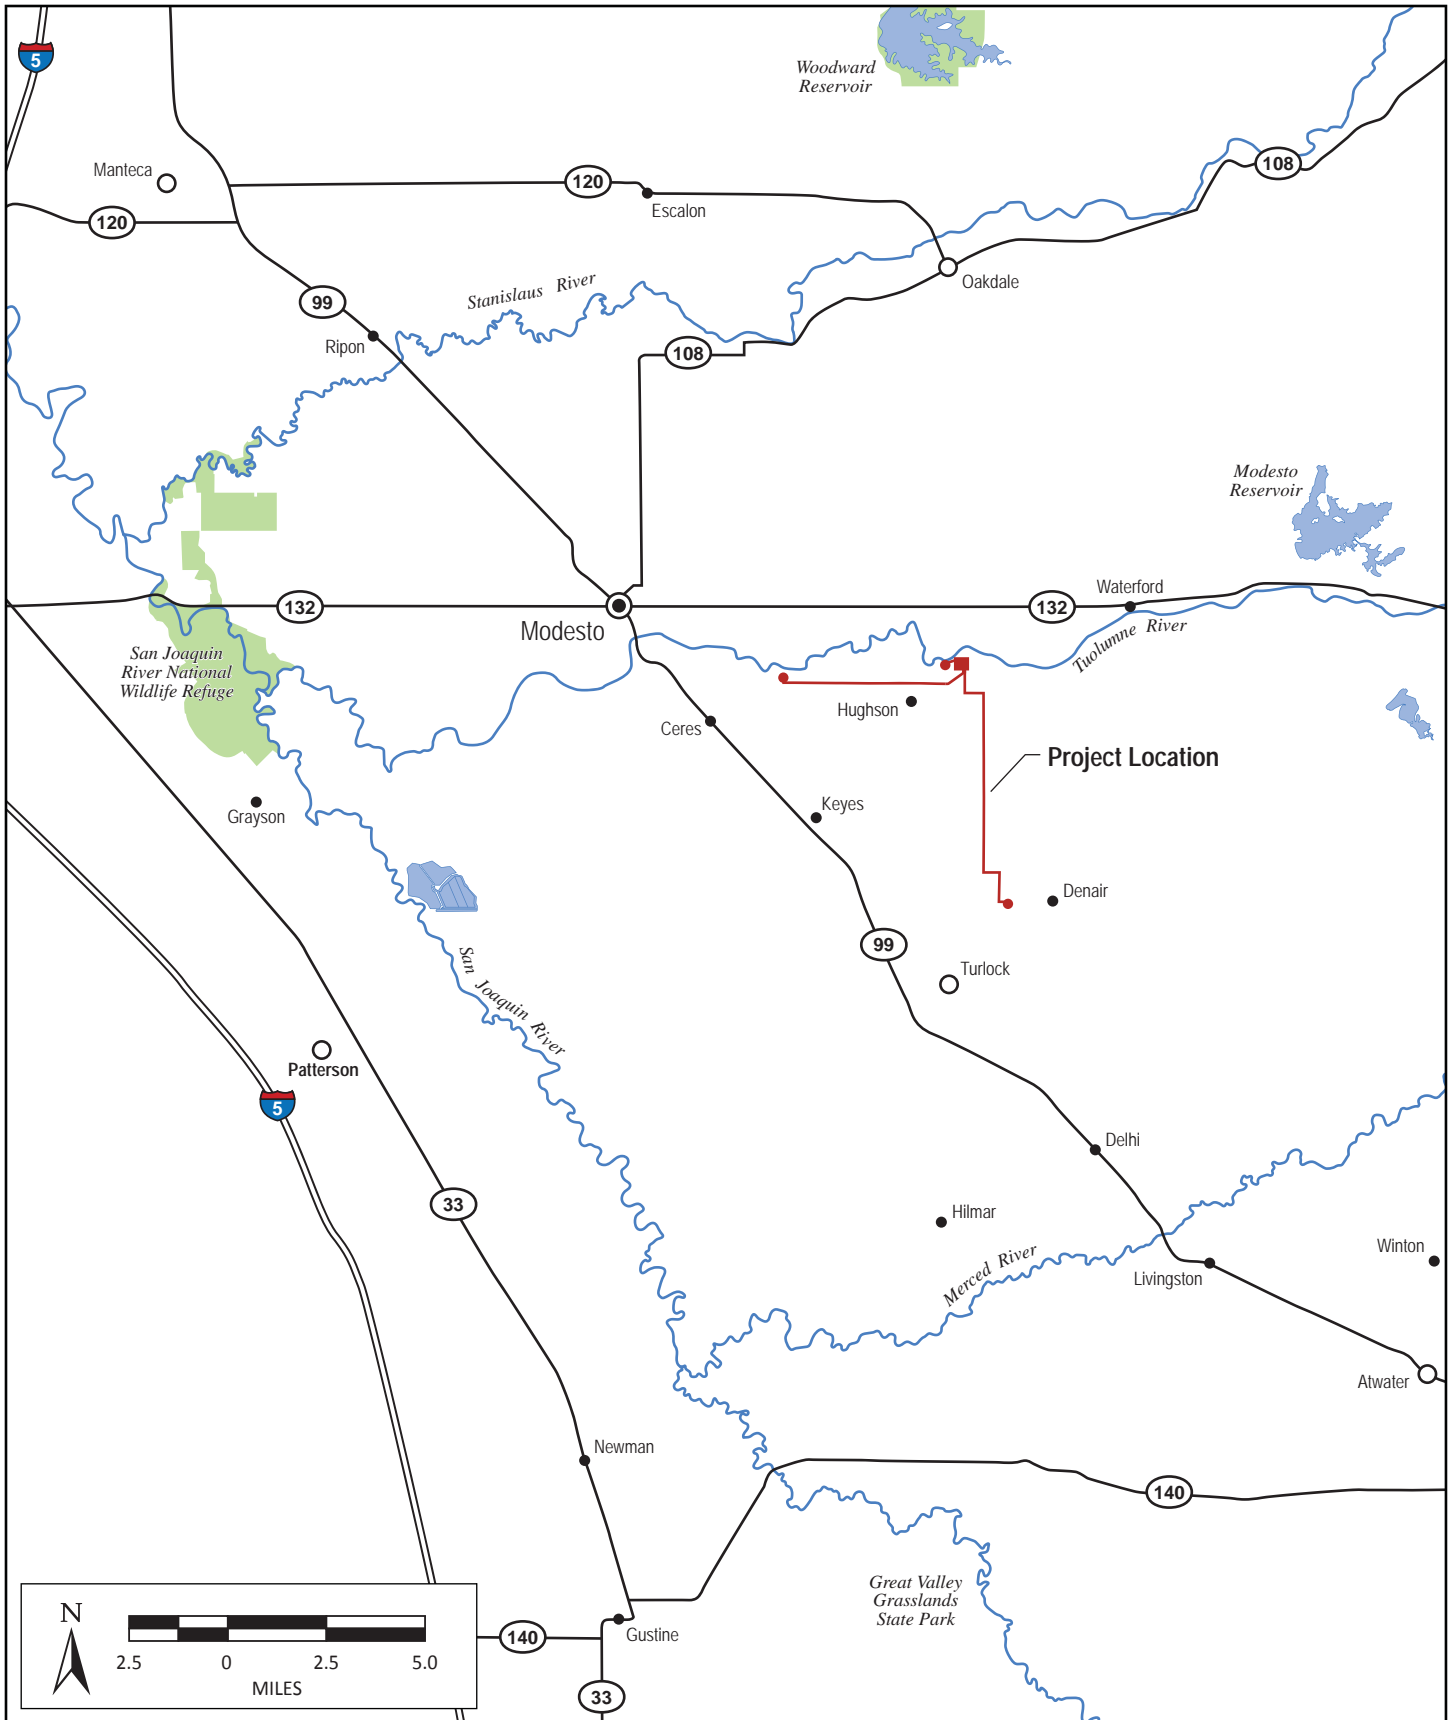 5
Woodward
Reservoir
108
Manteca
120
Escalon
120
Oakdale
Stanislaus River
99
Ripon
108
Modesto
Reservoir
132
132
Waterford
Modesto
Tuolumne River
San Joaquin
River National
Wildlife Refuge
Hughson
Ceres
Project Location
Keyes
Grayson
Denair
99
San Joaquin River
Turlock
Patterson
5
Delhi
33
Hilmar
Merced River
Winton
Livingston
Atwater
Newman
140
Great Valley
Grasslands
State Park
N
2.5 0 2.5 5.0
MILES
140
Gustine
33